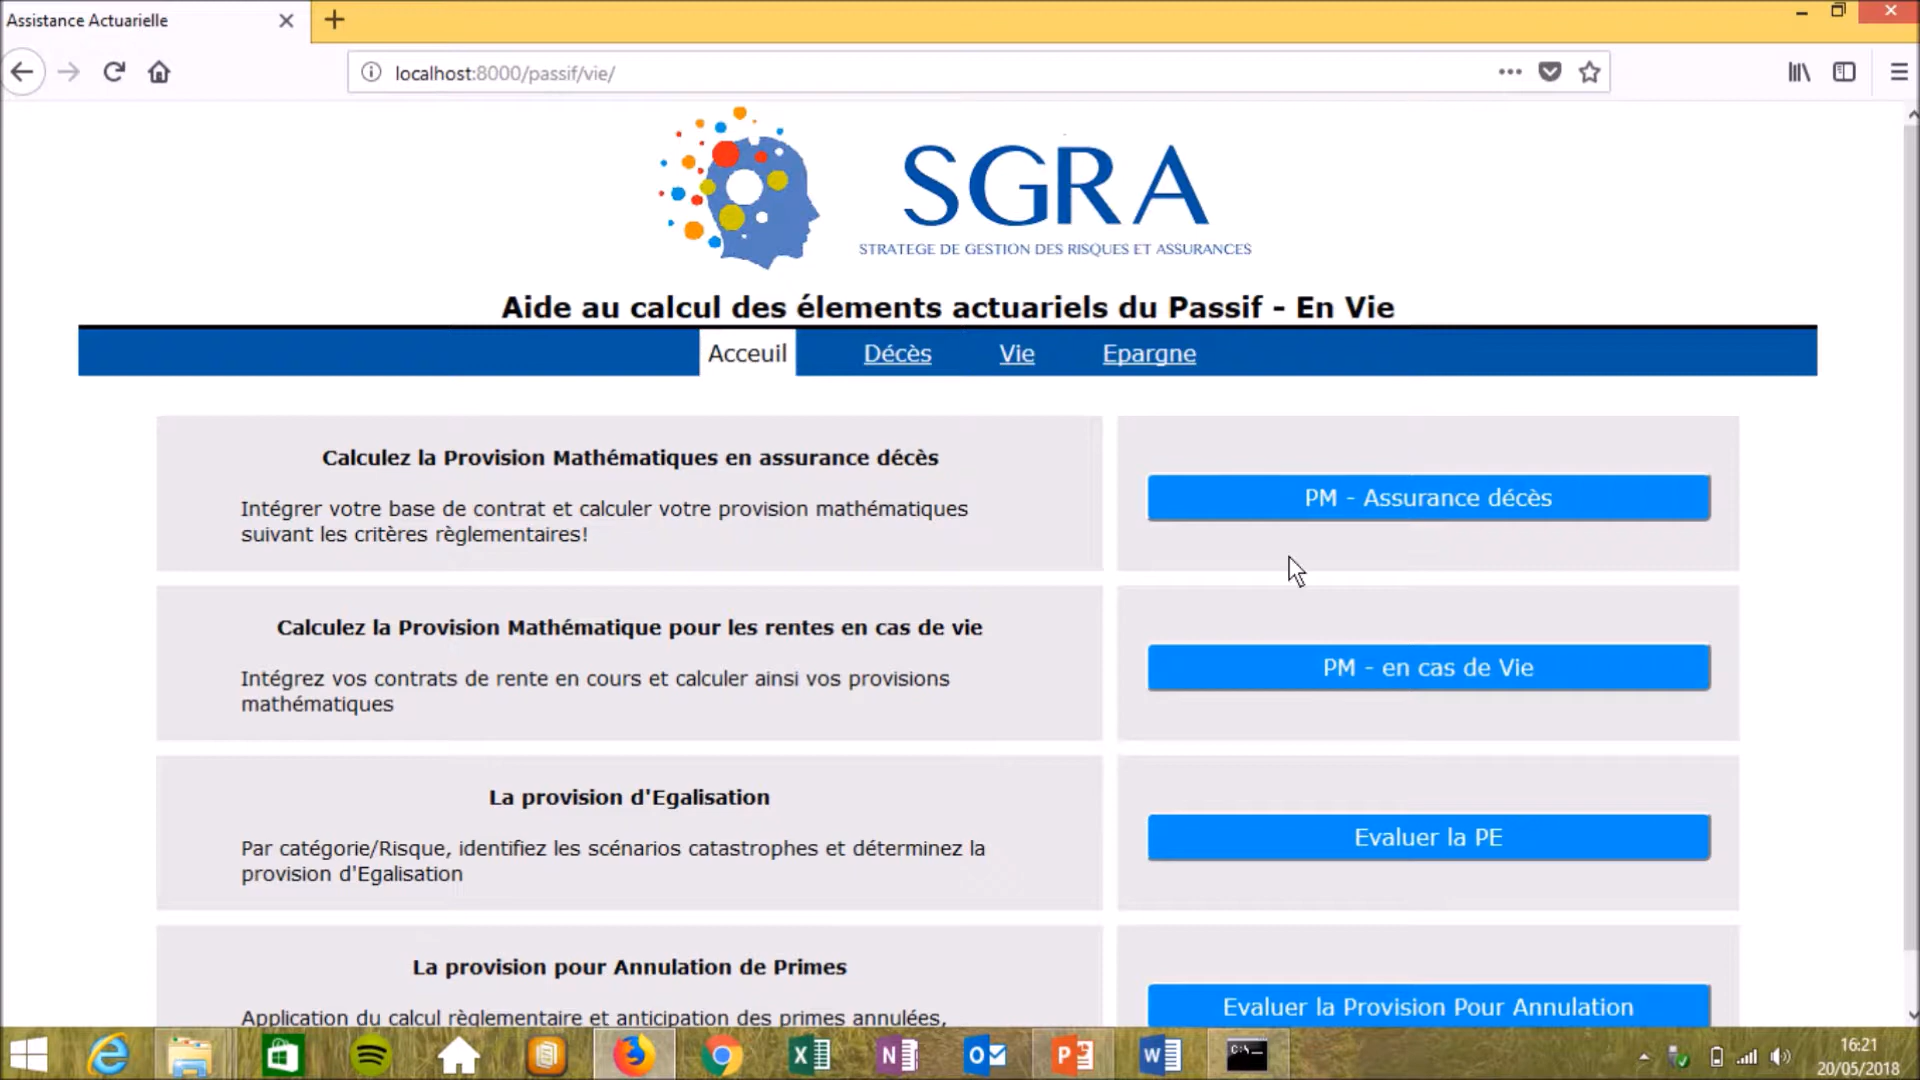 Assistance Actuarielle
localhost:8000/passif/vie/
SGRA
STRATEGE DE GESTION DES RISQUES ET ASSURANCES
Aide au calcul des élements actuariels du Passif - En Vie
Acceuil Décès Vie Epargne
Calculez la Provision Mathématiques en assurance décès
Intégrer votre base de contrat et calculer votre provision mathématiques
suivant les critères règlementaires!
PM - Assurance décès
Calculez la Provision Mathématique pour les rentes en cas de vie
Intégrez vos contrats de rente en cours et calculer ainsi vos provisions
mathématiques
PM - en cas de Vie
La provision d'Egalisation
Par catégorie/Risque, identifiez les scénarios catastrophes et déterminez la
provision d'Egalisation
Evaluer la PE
La provision pour Annulation de Primes
Application du calcul règlementaire et anticipation des primes annulées,
Evaluer la Provision Pour Annulation
16:21
20/05/2018